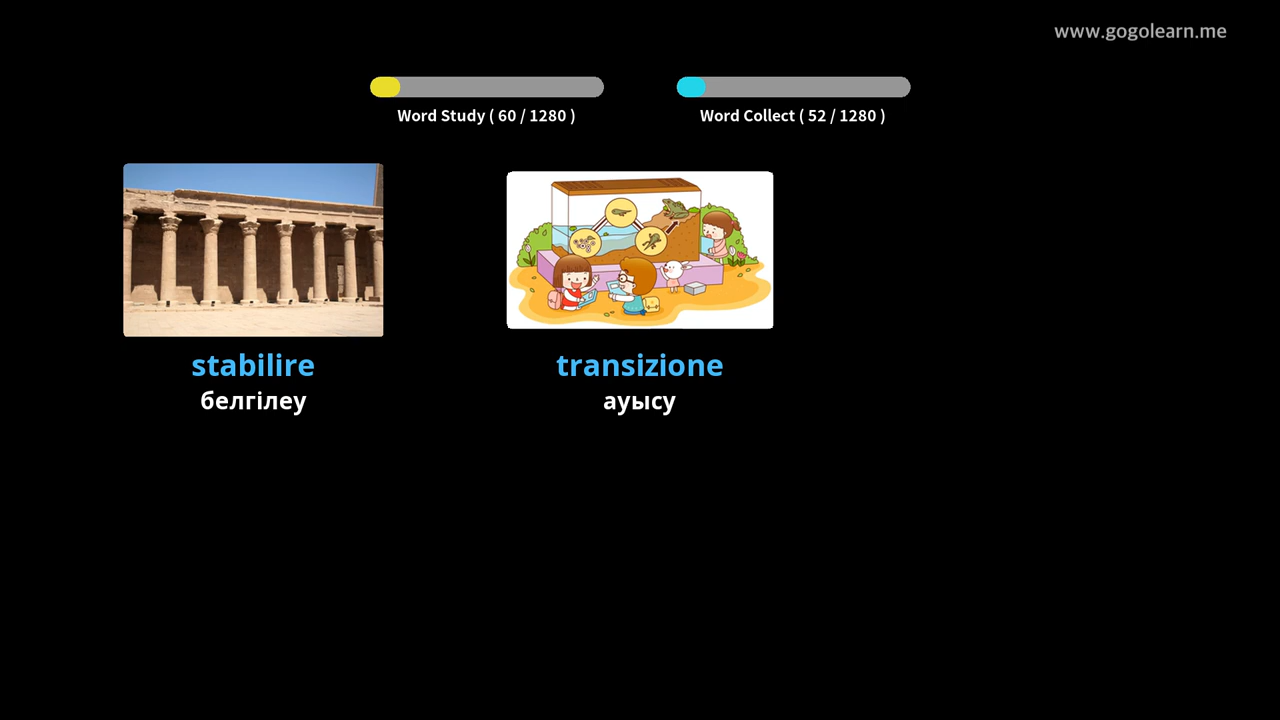 www.gogolearn.me
Word Study ( 60 / 1280 )
Word Collect ( 52 / 1280 )
stabilire
белгілеу
transizione
ауысу